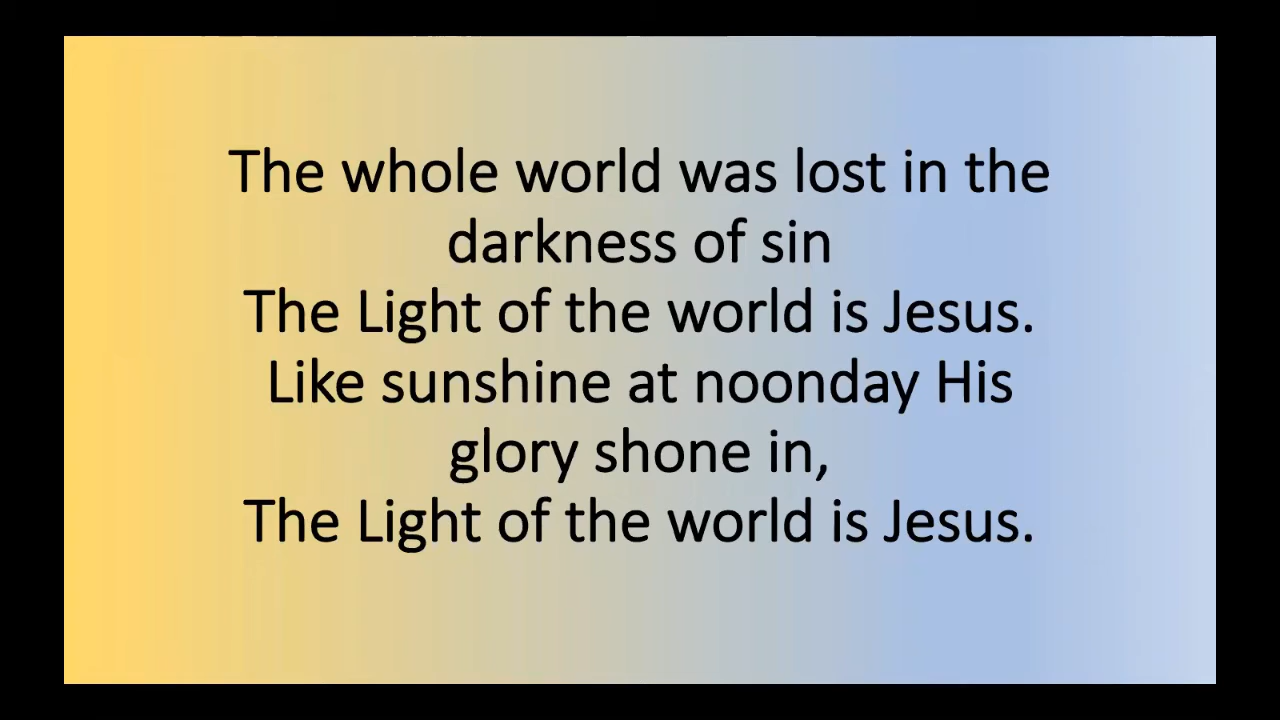 The whole world was lost in the
darkness of sin
The Light of the world is Jesus.
Like sunshine at noonday His
glory shone in,
The Light of the world is Jesus.